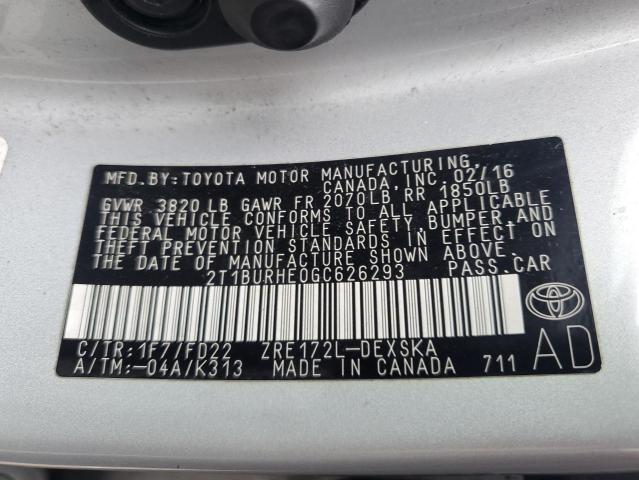 MFD. BY: TOYOTA MOTOR MANUFACTURING,
CANADA, INC. 02/16
GVWR 3820 LB GAWR FR 2070LB RR 1850LB
THIS VEHICLE CONFORMS TO ALL APPLICABLE
FEDERAL MOTOR VEHICLE SAFETY, BUMPER, AND
THEFT PREVENTION STANDARDS IN EFFECT ON
THE DATE OF MANUFACTURE SHOWN ABOVE.
2T1BURHE0GC626293 PASS. CAR
C/TR: 1F7/FD22 ZRE172L-DEXSKA
A/TM: -04A/K313 MADE IN CANADA 711
AD